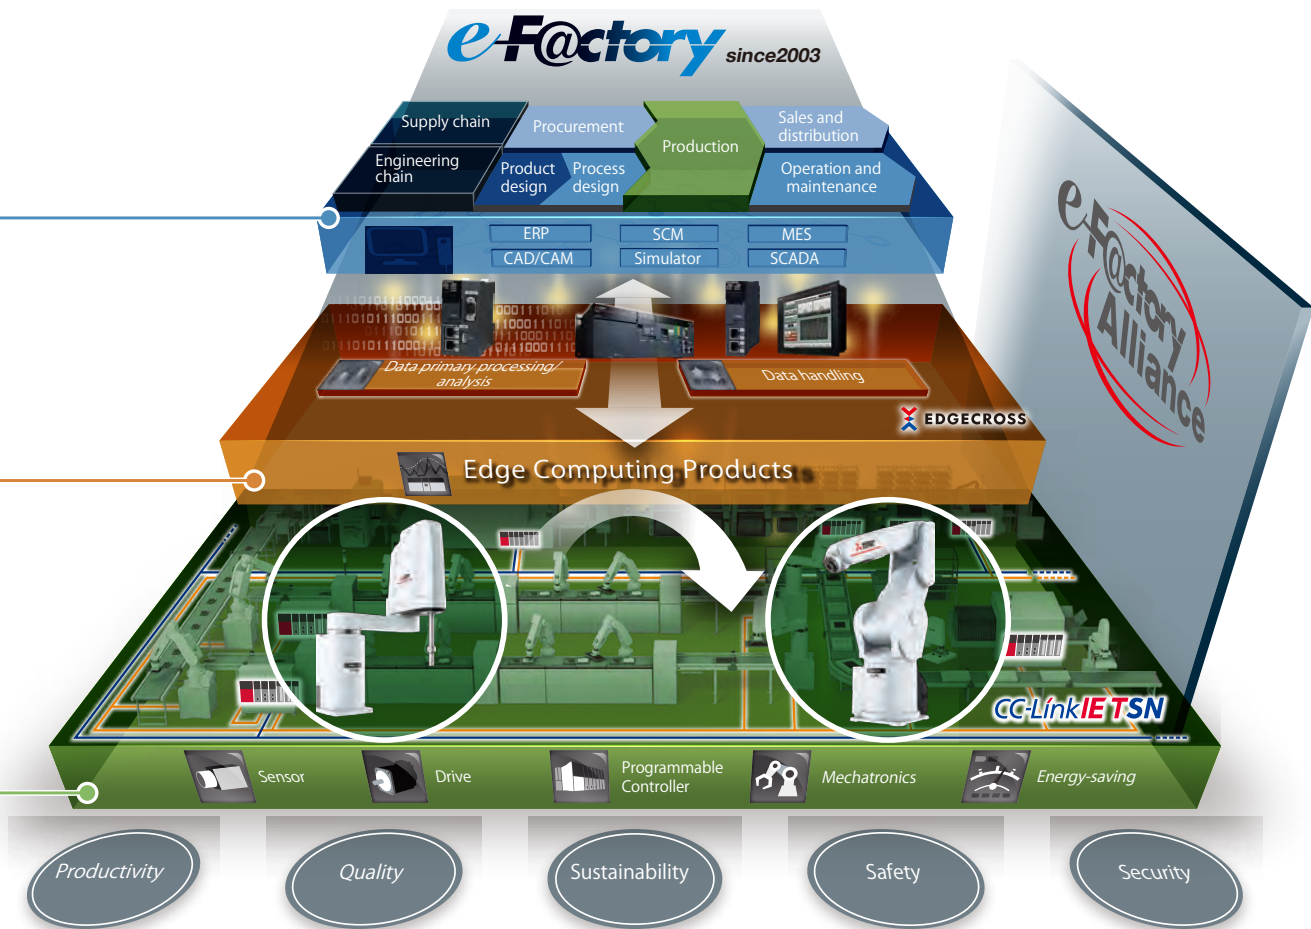 e-F@ctory since2003
Supply chain
Procurement
Production
Sales and
distribution
Engineering
chain
Product
design
Process
design
Operation and
maintenance
ERP
SCM
MES
CAD/CAM
Simulator
SCADA
e-F@ctory
Alliance
Data primary processing/
analysis
Data handling
EDGECROSS
Edge Computing Products
CC-Link IE TSN
Sensor
Drive
Programmable
Controller
Mechatronics
Energy-saving
Productivity
Quality
Sustainability
Safety
Security